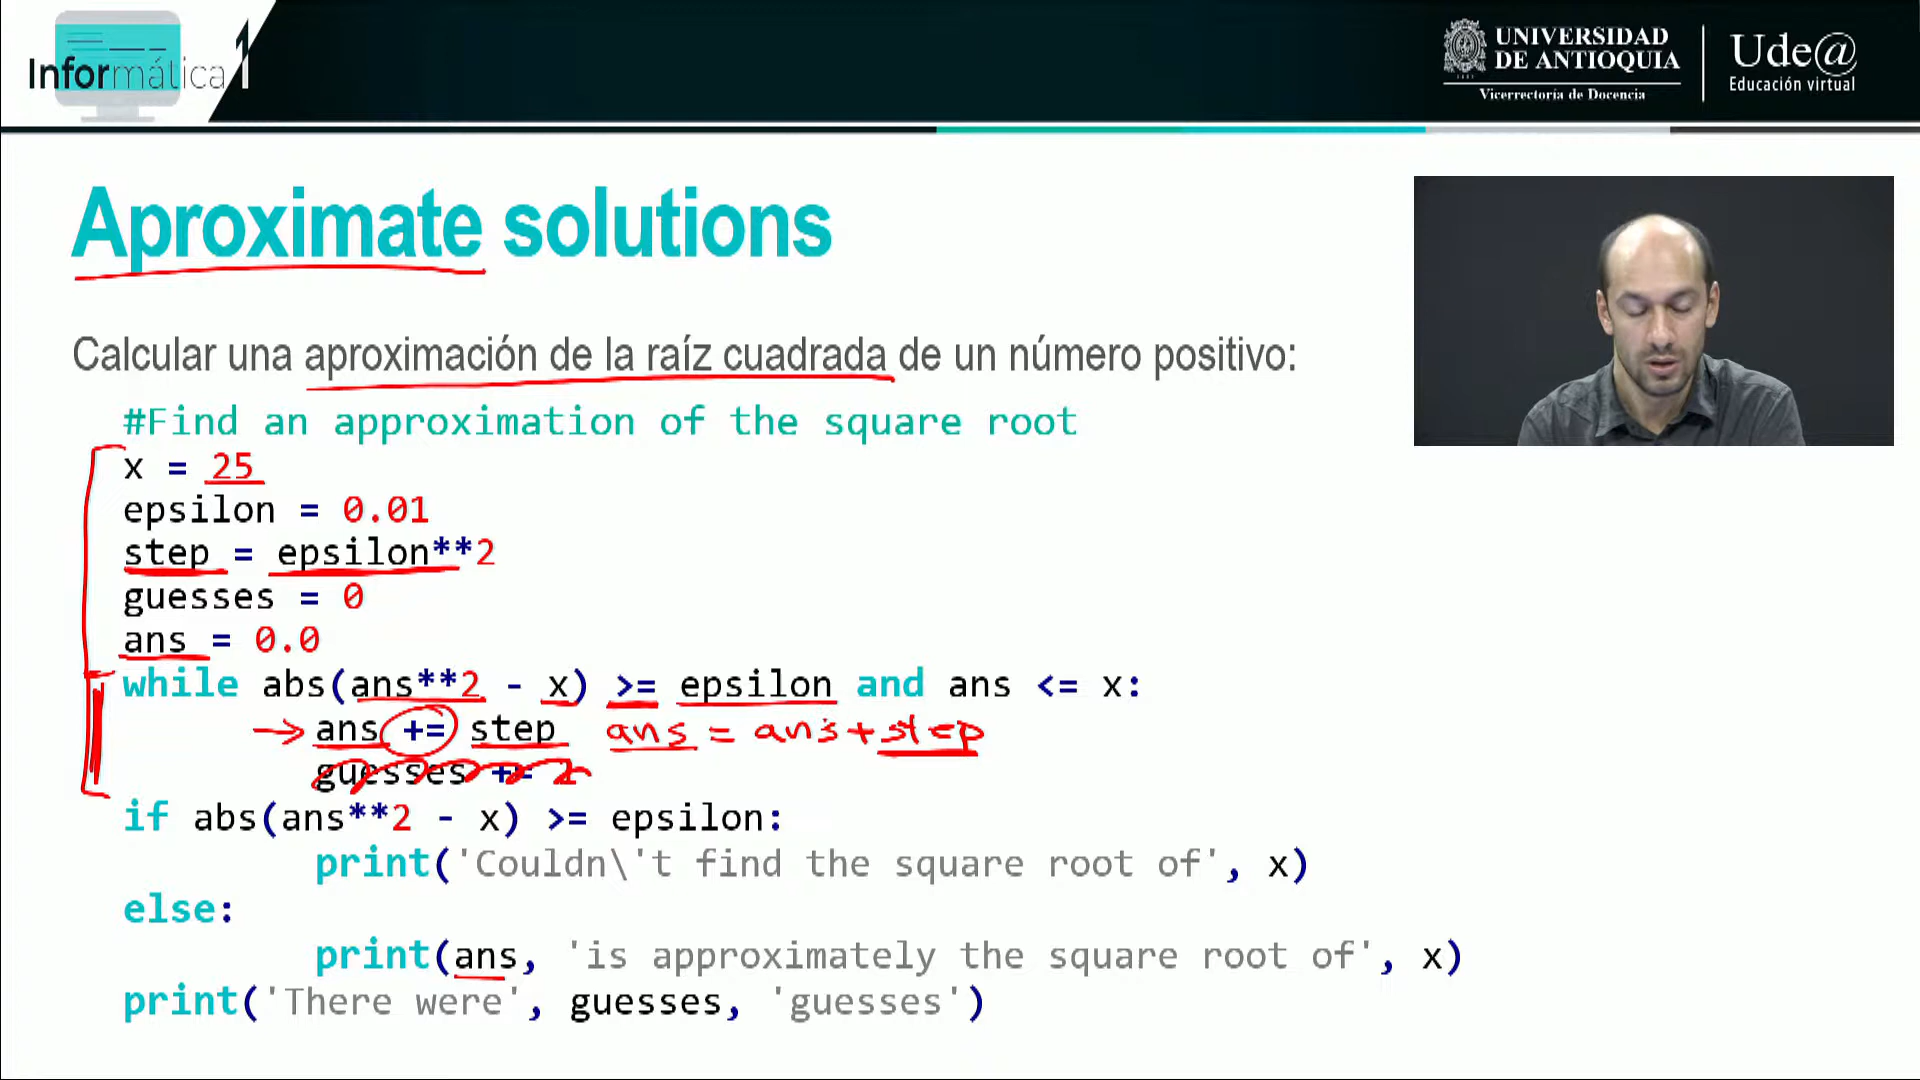 Informática 1
UNIVERSIDAD
DE ANTIOQUIA
Vicerrectoría de Docencia
Ude@
Educación virtual
Aproximate solutions
Calcular una aproximación de la raíz cuadrada de un número positivo:
#Find an approximation of the square root
x = 25
epsilon = 0.01
step = epsilon**2
guesses = 0
ans = 0.0
while abs(ans**2 - x) >= epsilon and ans <= x:
ans += step ans = ans+step
guesses +=
if abs(ans**2 - x) >= epsilon:
print('Couldn\'t find the square root of', x)
else:
print(ans, 'is approximately the square root of', x)
print('There were', guesses, 'guesses')